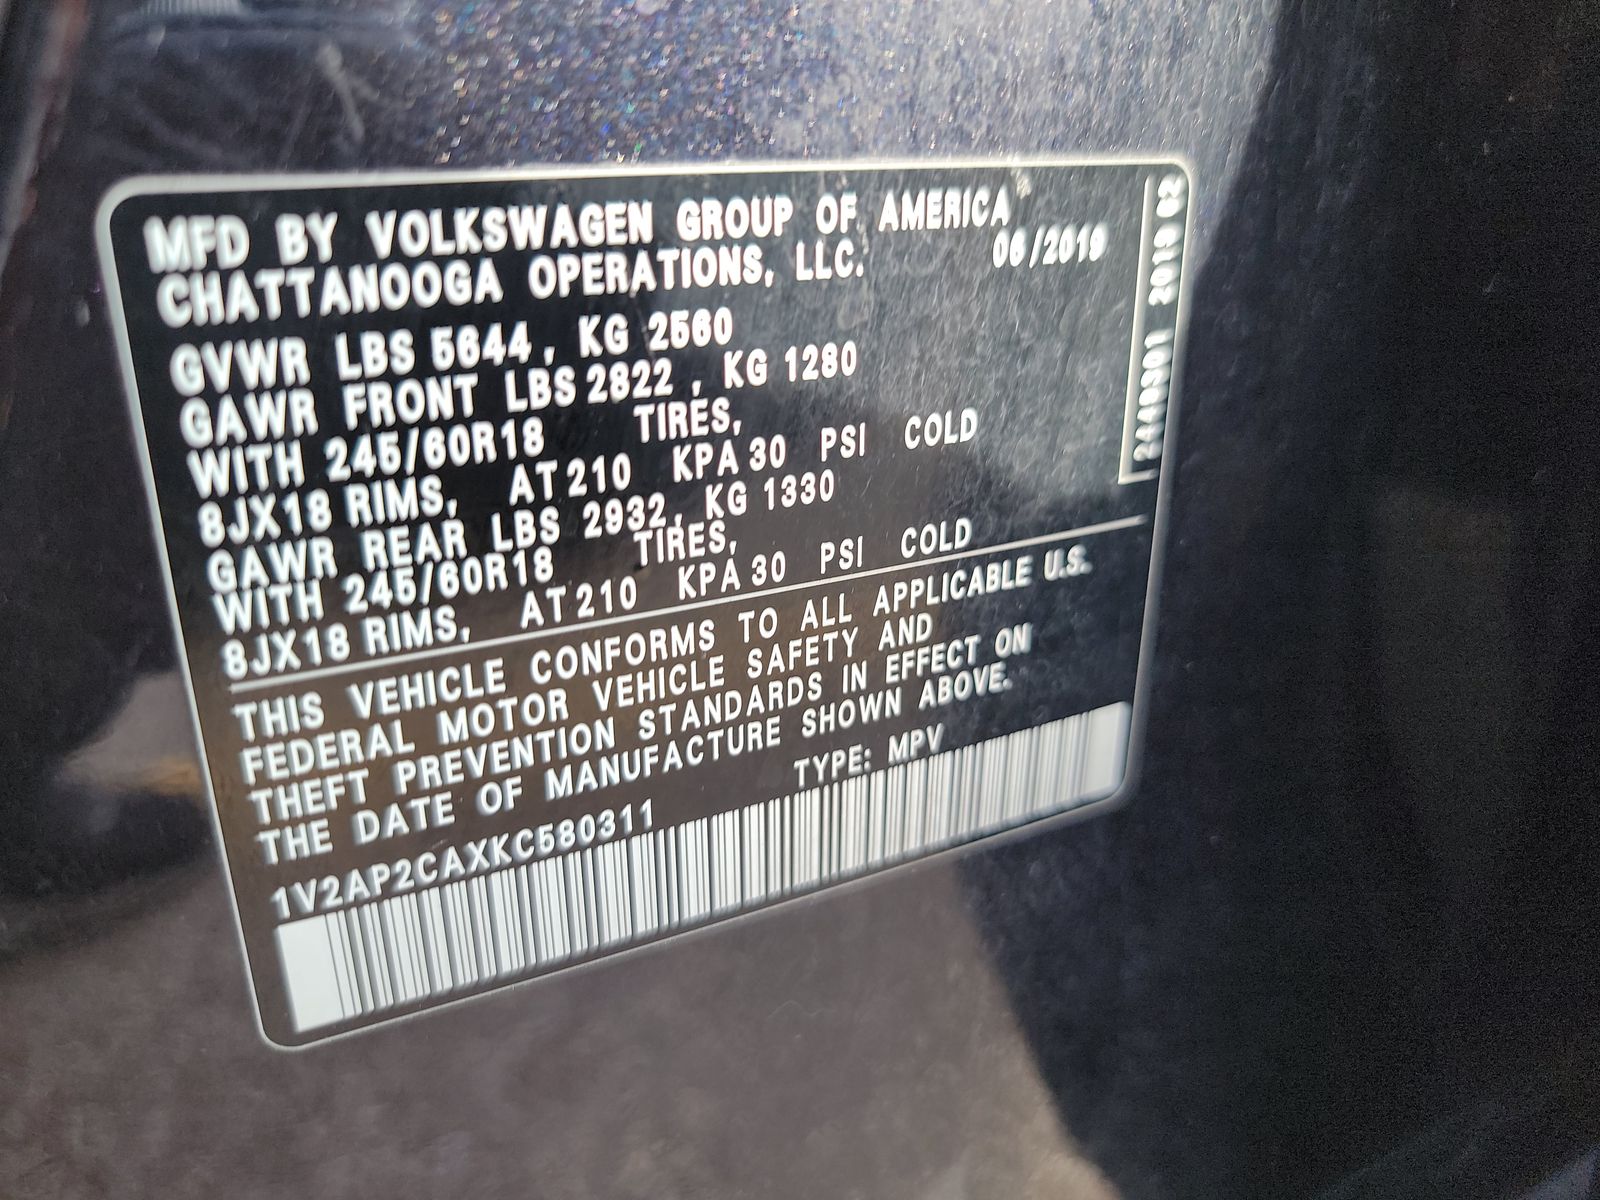 MFD BY VOLKSWAGEN GROUP OF AMERICA
CHATTANOOGA OPERATIONS, LLC. 06/2019
GVWR LBS 5644, KG 2560
GAWR FRONT LBS 2822, KG 1280
WITH 245/60R18 TIRES,
8JX18 RIMS, AT 210 KPA 30 PSI COLD
GAWR REAR LBS 2932, KG 1330
WITH 245/60R18 TIRES,
8JX18 RIMS, AT 210 KPA 30 PSI COLD
THIS VEHICLE CONFORMS TO ALL APPLICABLE U.S.
FEDERAL MOTOR VEHICLE SAFETY AND
THEFT PREVENTION STANDARDS IN EFFECT ON
THE DATE OF MANUFACTURE SHOWN ABOVE.
1V2AP2CAXKC580311 TYPE: MPV
2019